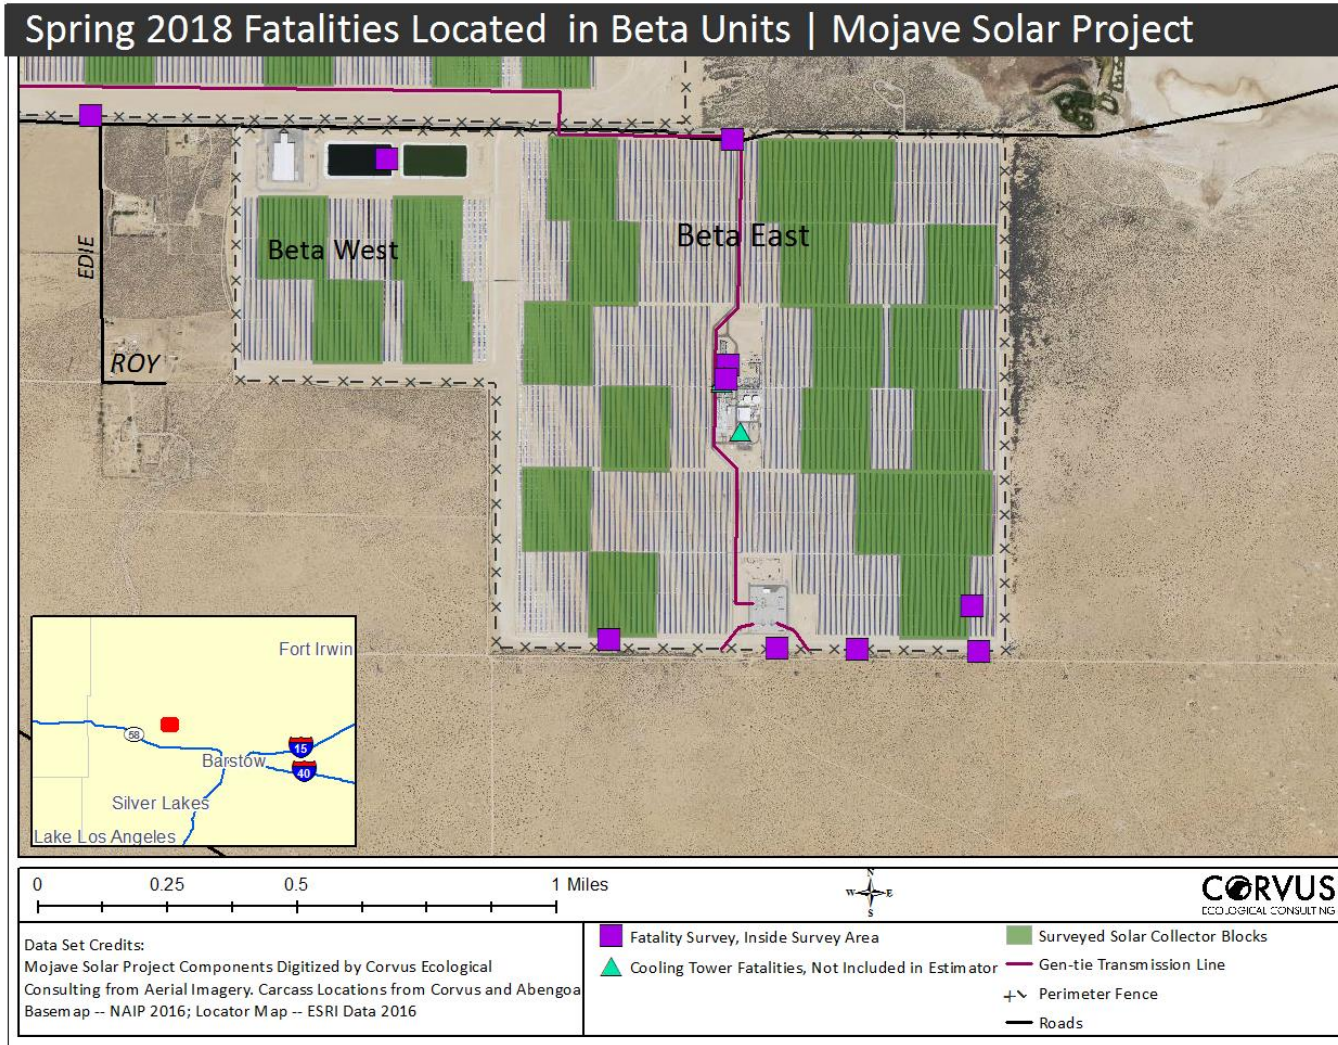 Spring 2018 Fatalities Located in Beta Units | Mojave Solar Project
EDIE
ROY
Beta West
Beta East
Fort Irwin
58
15
Barstow
40
Silver Lakes
Lake Los Angeles
0 0.25 0.5 1 Miles
N
W E
S
CORVUS
ECOLOGICAL CONSULTING
Data Set Credits:
Mojave Solar Project Components Digitized by Corvus Ecological
Consulting from Aerial Imagery. Carcass Locations from Corvus and Abengoa
Basemap -- NAIP 2016; Locator Map -- ESRI Data 2016
Fatality Survey, Inside Survey Area
Cooling Tower Fatalities, Not Included in Estimator
Surveyed Solar Collector Blocks
Gen-tie Transmission Line
Perimeter Fence
Roads